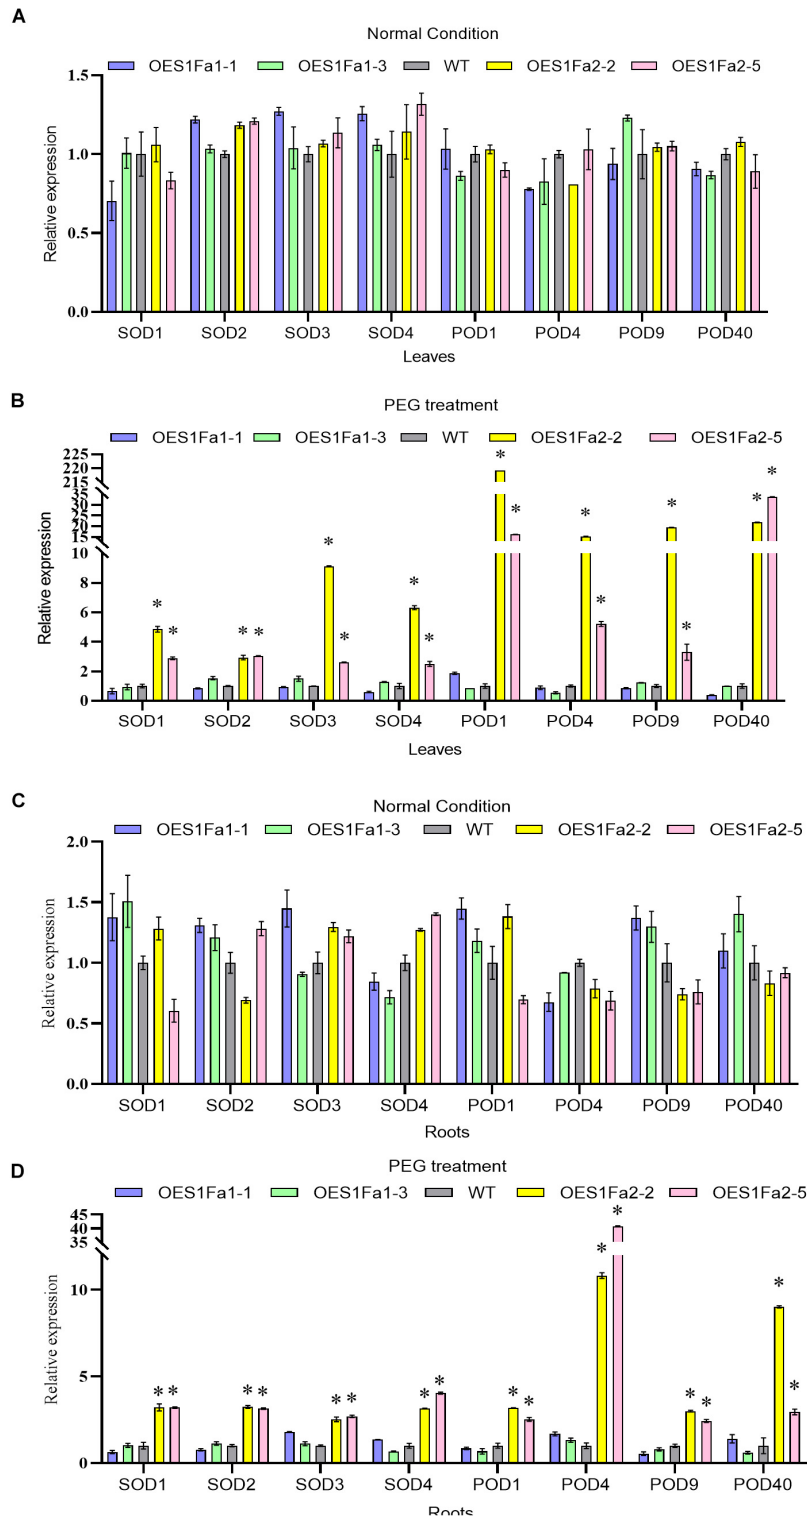 A
Normal Condition
OES1Fa1-1 OES1Fa1-3 WT OES1Fa2-2 OES1Fa2-5
1.5
1.0
0.5
0.0
Relative expression
SOD1 SOD2 SOD3 SOD4 POD1 POD4 POD9 POD40
Leaves
B
PEG treatment
OES1Fa1-1 OES1Fa1-3 WT OES1Fa2-2 OES1Fa2-5
225
220
215
35
30
25
20
15
10
8
6
4
2
0
Relative expression
* * * * * * * * * * * * * * * *
SOD1 SOD2 SOD3 SOD4 POD1 POD4 POD9 POD40
Leaves
C
Normal Condition
OES1Fa1-1 OES1Fa1-3 WT OES1Fa2-2 OES1Fa2-5
2.0
1.5
1.0
0.5
0.0
Relative expression
SOD1 SOD2 SOD3 SOD4 POD1 POD4 POD9 POD40
Roots
D
PEG treatment
OES1Fa1-1 OES1Fa1-3 WT OES1Fa2-2 OES1Fa2-5
45
40
35
10
5
0
Relative expression
* * * * * * * * * * * * * * * *
SOD1 SOD2 SOD3 SOD4 POD1 POD4 POD9 POD40
Roots